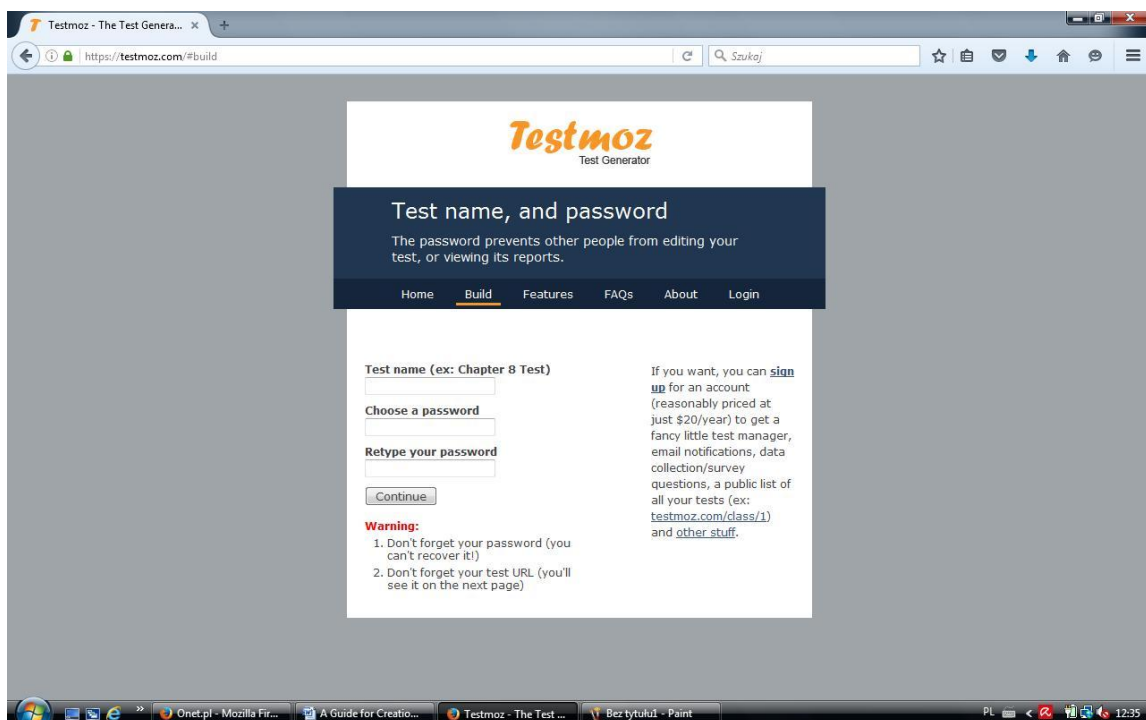 Testmoz - The Test Genera...
https://testmoz.com/#build
Szukaj
Testmoz
Test Generator
Test name, and password
The password prevents other people from editing your
test, or viewing its reports.
Home Build Features FAQs About Login
Test name (ex: Chapter 8 Test)
Choose a password
Retype your password
Continue
Warning:
1. Don't forget your password (you
can't recover it!)
2. Don't forget your test URL (you'll
see it on the next page)
If you want, you can sign
up for an account
(reasonably priced at
just $20/year) to get a
fancy little test manager,
email notifications, data
collection/survey
questions, a public list of
all your tests (ex:
testmoz.com/class/1)
and other stuff.
Onet.pl - Mozilla Fir... A Guide for Creatio... Testmoz - The Test ... Bez tytułu1 - Paint PL 12:35